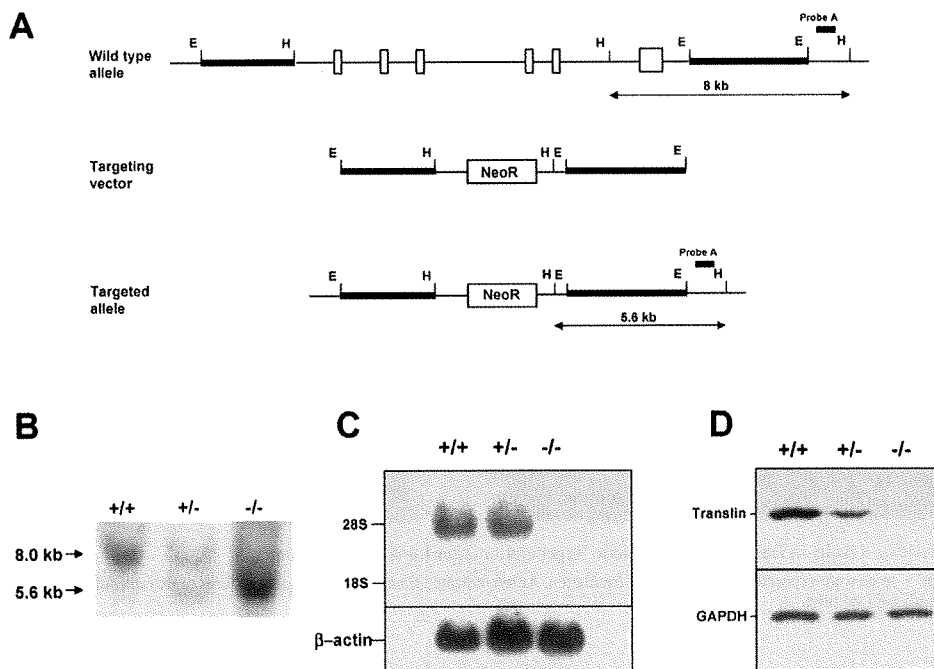 A
Wild type
allele
E H H E E H
Probe A
8 kb
Targeting
vector
E H NeoR H E E
Targeted
allele
E H NeoR H E E H
Probe A
5.6 kb
B
+/+ +/- -/-
8.0 kb
5.6 kb
C
+/+ +/- -/-
28S
18S
β–actin
D
+/+ +/- -/-
Translin
GAPDH